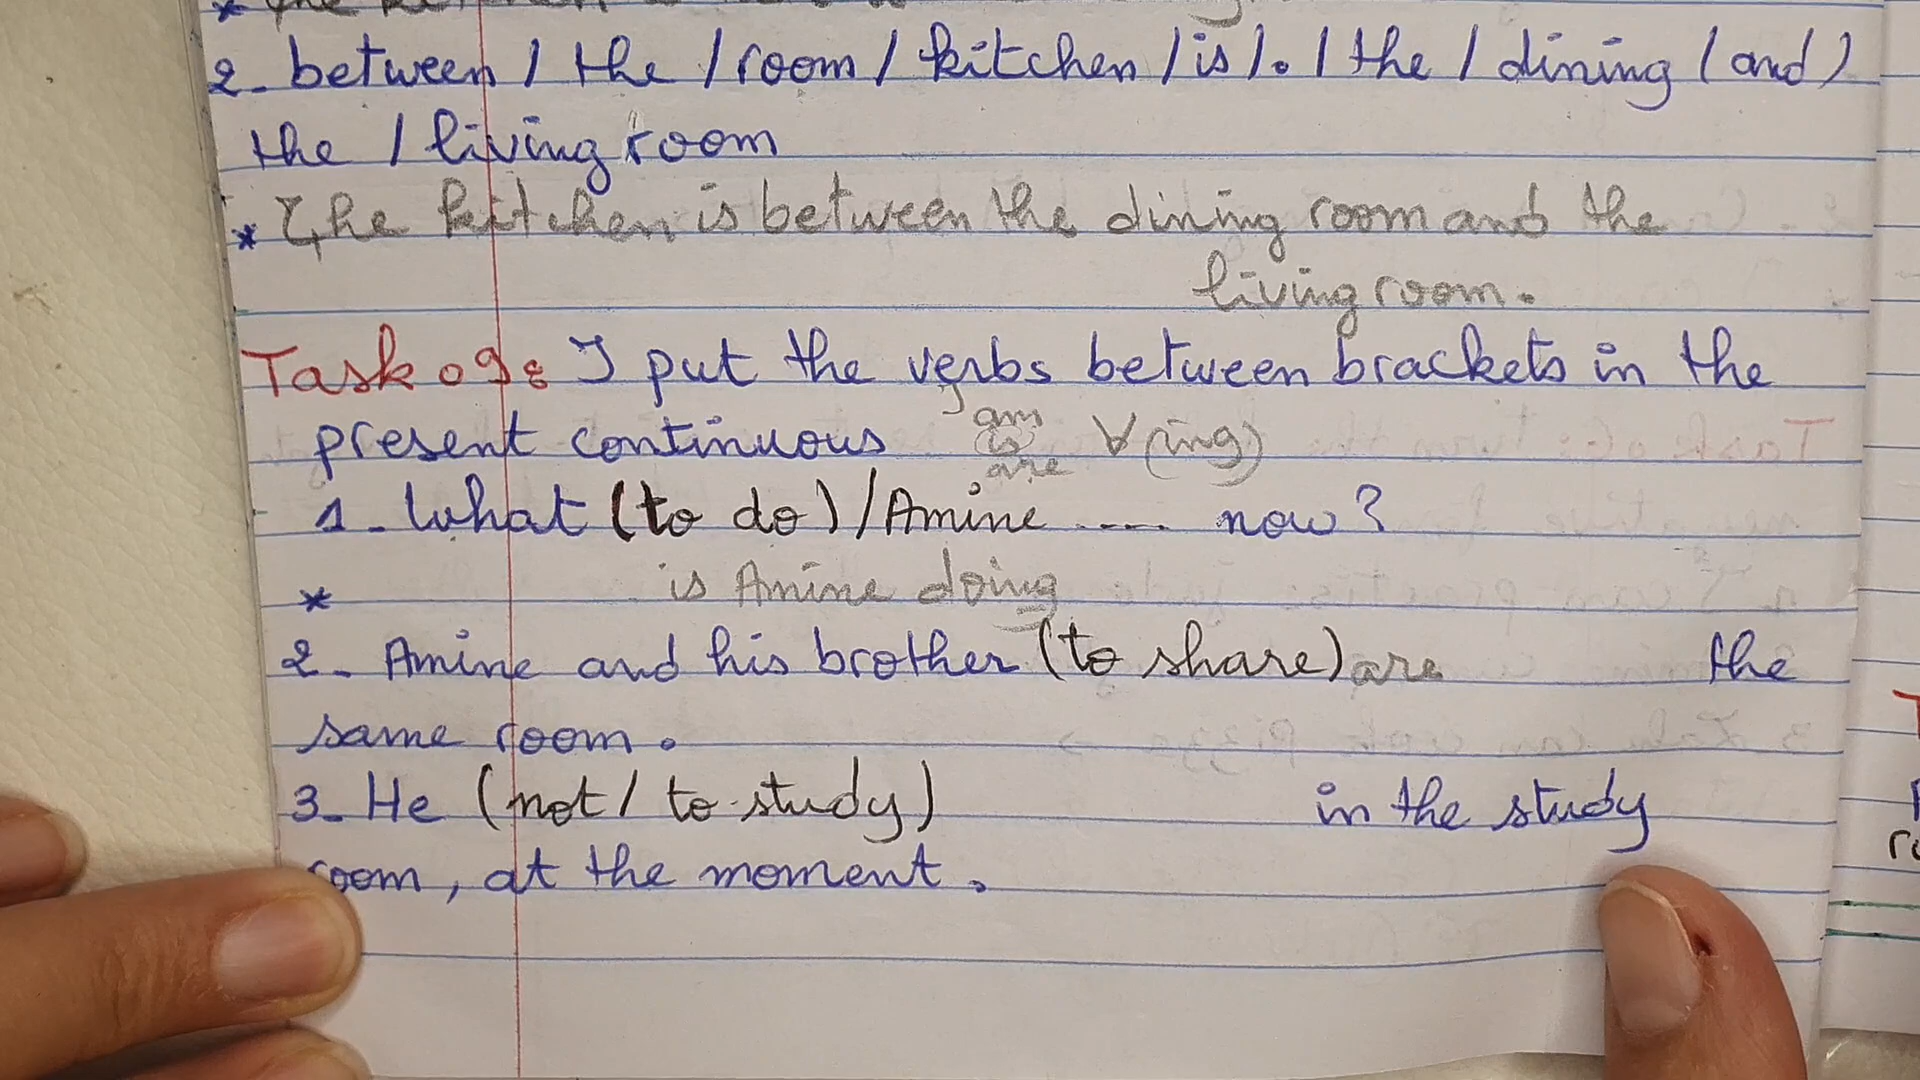 2_ between / the / room / kitchen / is / . / the / dining / and /
the / living room
* The kitchen is between the dining room and the
living room.
Task 09: I put the verbs between brackets in the
am
present continuous is V(ing)
are
1_ What (to do) / Amine .... now?
* is Amine doing
2_ Amine and his brother (to share) are the
same room.
3_ He (not / to study) in the study
room, at the moment.